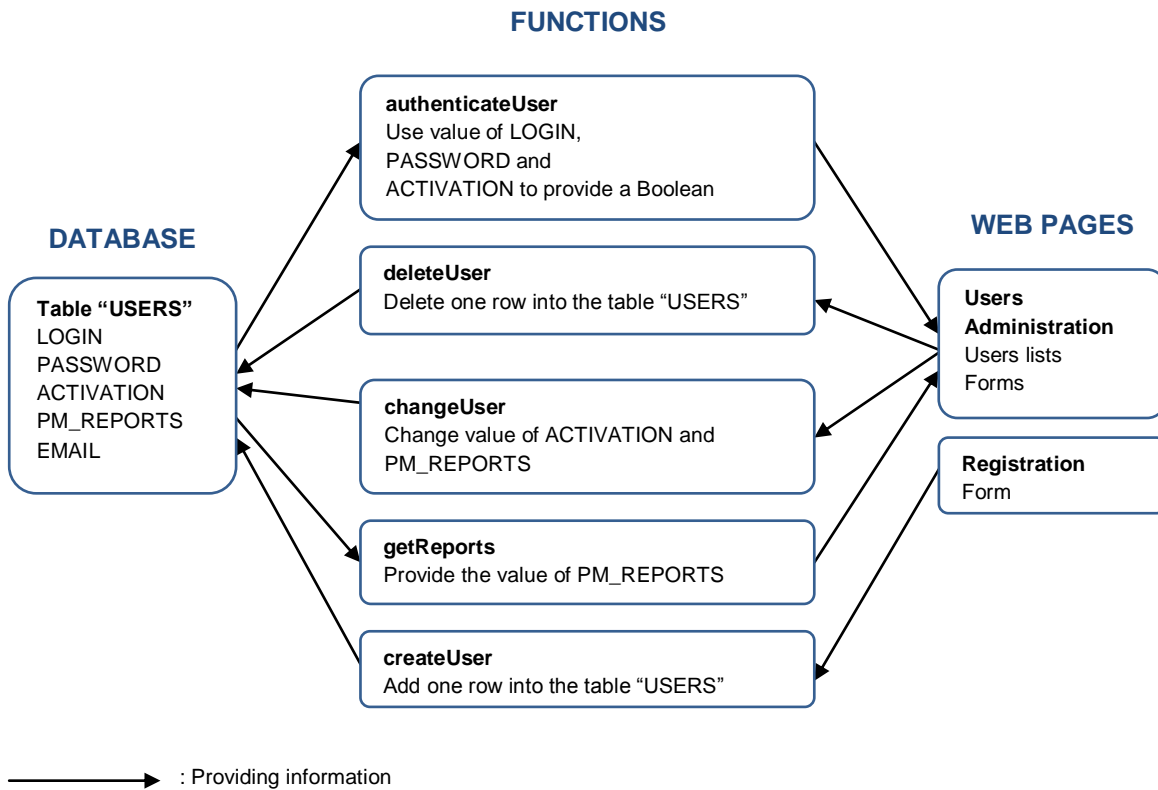 FUNCTIONS
authenticateUser
Use value of LOGIN,
PASSWORD and
ACTIVATION to provide a Boolean
DATABASE
WEB PAGES
deleteUser
Delete one row into the table “USERS”
Table “USERS”
LOGIN
PASSWORD
ACTIVATION
PM_REPORTS
EMAIL
Users
Administration
Users lists
Forms
changeUser
Change value of ACTIVATION and
PM_REPORTS
Registration
Form
getReports
Provide the value of PM_REPORTS
createUser
Add one row into the table “USERS”
: Providing information